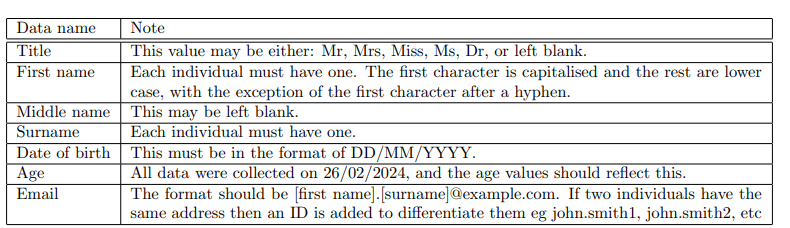 Data name Note
Title This value may be either: Mr, Mrs, Miss, Ms, Dr, or left blank.
First name Each individual must have one. The first character is capitalised and the rest are lower
case, with the exception of the first character after a hyphen.
Middle name This may be left blank.
Surname Each individual must have one.
Date of birth This must be in the format of DD/MM/YYYY.
Age All data were collected on 26/02/2024, and the age values should reflect this.
Email The format should be [first name].[surname]@example.com. If two individuals have the
same address then an ID is added to differentiate them eg john.smith1, john.smith2, etc